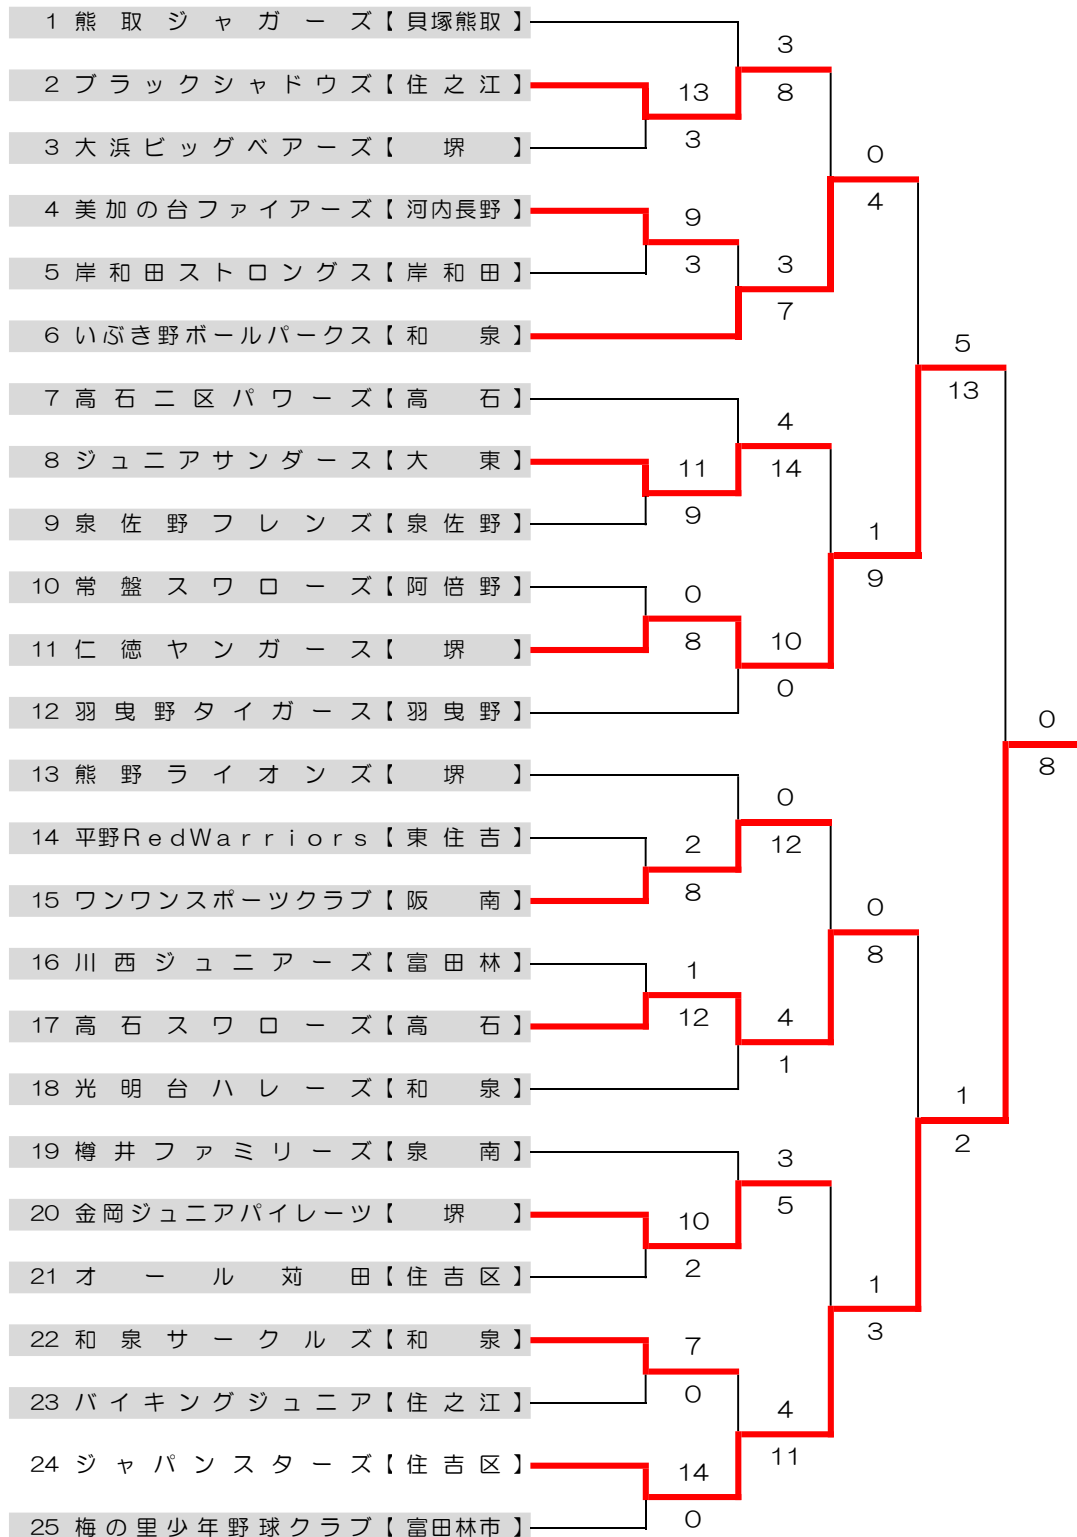 1 熊取ジャガーズ【貝塚熊取】
3
2 ブラックシャドウズ【住之江】
13
8
3 大浜ビッグベアーズ【堺】
3
0
4 美加の台ファイアーズ【河内長野】
9
4
5 岸和田ストロングス【岸和田】
3
3
6 いぶき野ボールパークス【和泉】
7
5
7 高石二区パワーズ【高石】
13
4
8 ジュニアサンダース【大東】
11
14
9 泉佐野フレンズ【泉佐野】
9
1
10 常盤スワローズ【阿倍野】
0
9
11 仁徳ヤンガース【堺】
8
10
12 羽曳野タイガース【羽曳野】
0
0
13 熊野ライオンズ【堺】
8
0
14 平野RedWarriors【東住吉】
2
12
15 ワンワンスポーツクラブ【阪南】
8
0
16 川西ジュニアーズ【富田林】
1
8
17 高石スワローズ【高石】
12
4
18 光明台ハレーズ【和泉】
1
1
19 樽井ファミリーズ【泉南】
3
2
20 金岡ジュニアパイレーツ【堺】
10
5
21 オール苅田【住吉区】
2
1
22 和泉サークルズ【和泉】
7
3
23 バイキングジュニア【住之江】
0
4
24 ジャパンスターズ【住吉区】
14
11
25 梅の里少年野球クラブ【富田林市】
0